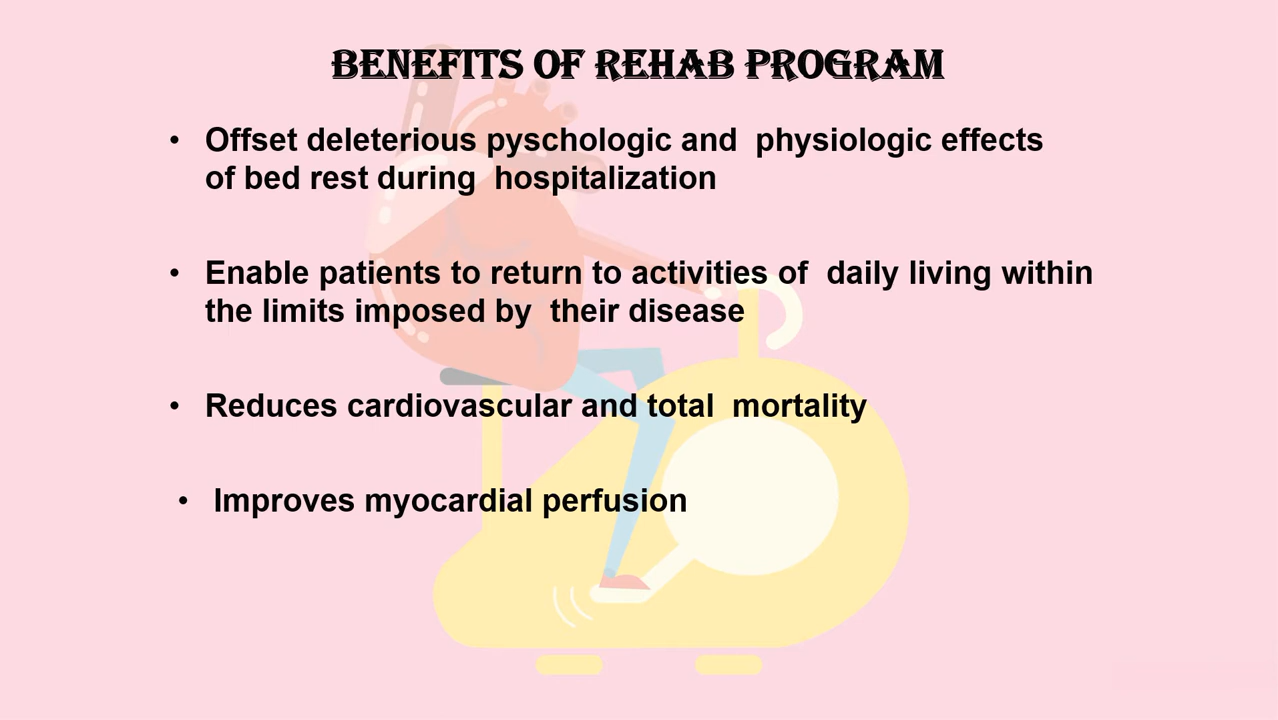 BENEFITS OF REHAB PROGRAM
• Offset deleterious pyschologic and  physiologic effects
of bed rest during  hospitalization
• Enable patients to return to activities of  daily living within
the limits imposed by  their disease
• Reduces cardiovascular and total  mortality
• Improves myocardial perfusion